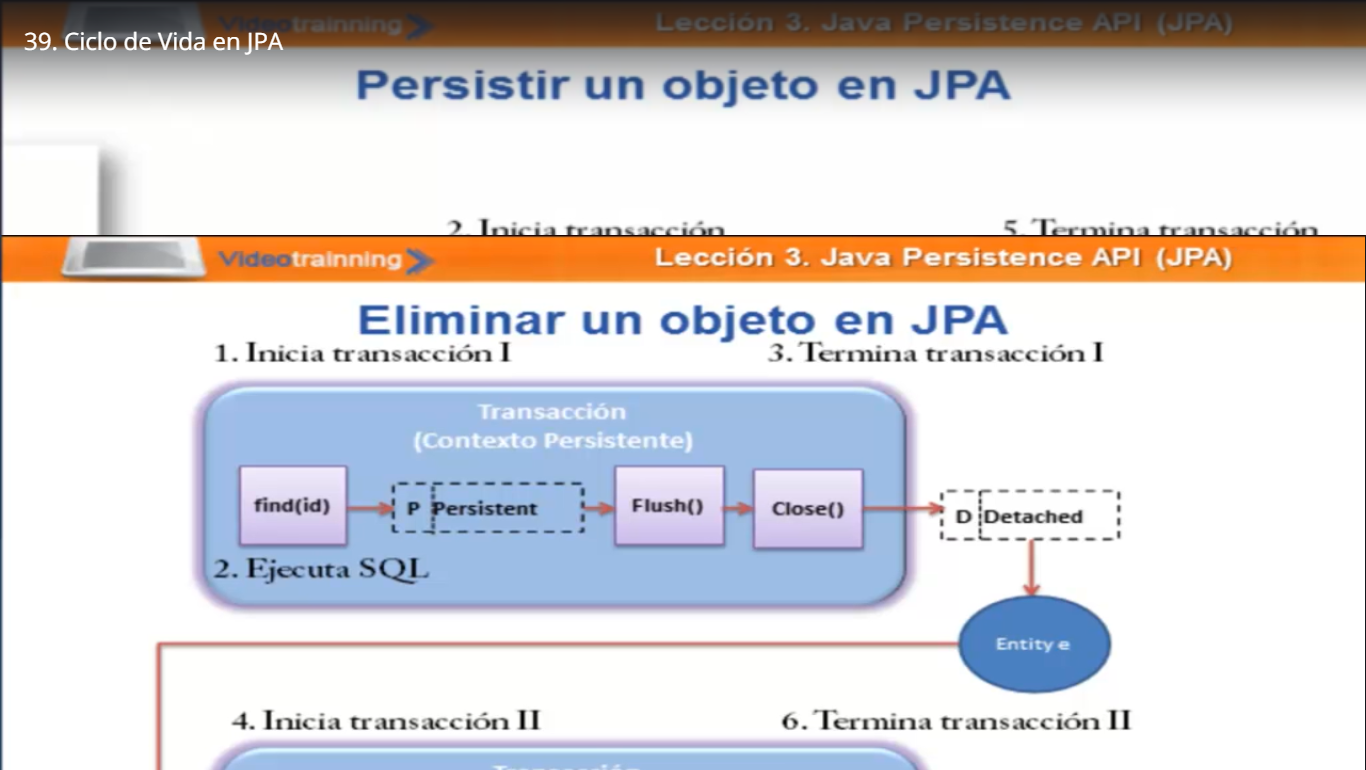 Videotrainning
Lección 3. Java Persistence API (JPA)
39. Ciclo de Vida en JPA
Persistir un objeto en JPA
2. Inicia transacción
5. Termina transacción
Videotrainning
Lección 3. Java Persistence API (JPA)
Eliminar un objeto en JPA
1. Inicia transacción I
3. Termina transacción I
Transacción
(Contexto Persistente)
find(id)
P Persistent
Flush()
Close()
D Detached
2. Ejecuta SQL
Entity e
4. Inicia transacción II
6. Termina transacción II
Transacción